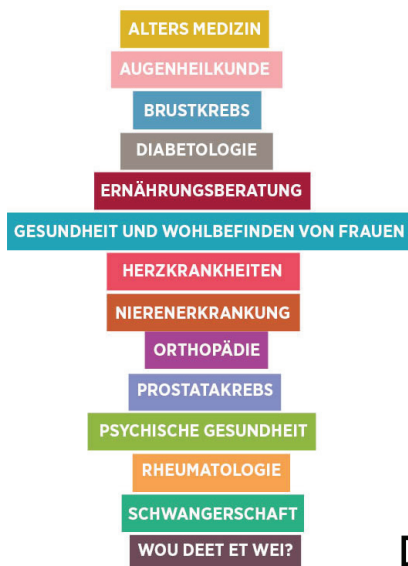 ALTERS MEDIZIN
AUGENHEILKUNDE
BRUSTKREBS
DIABETOLOGIE
ERNÄHRUNGSBERATUNG
GESUNDHEIT UND WOHLBEFINDEN VON FRAUEN
HERZKRANKHEITEN
NIERENERKRANKUNG
ORTHOPÄDIE
PROSTATAKREBS
PSYCHISCHE GESUNDHEIT
RHEUMATOLOGIE
SCHWANGERSCHAFT
WOU DEET ET WEI?